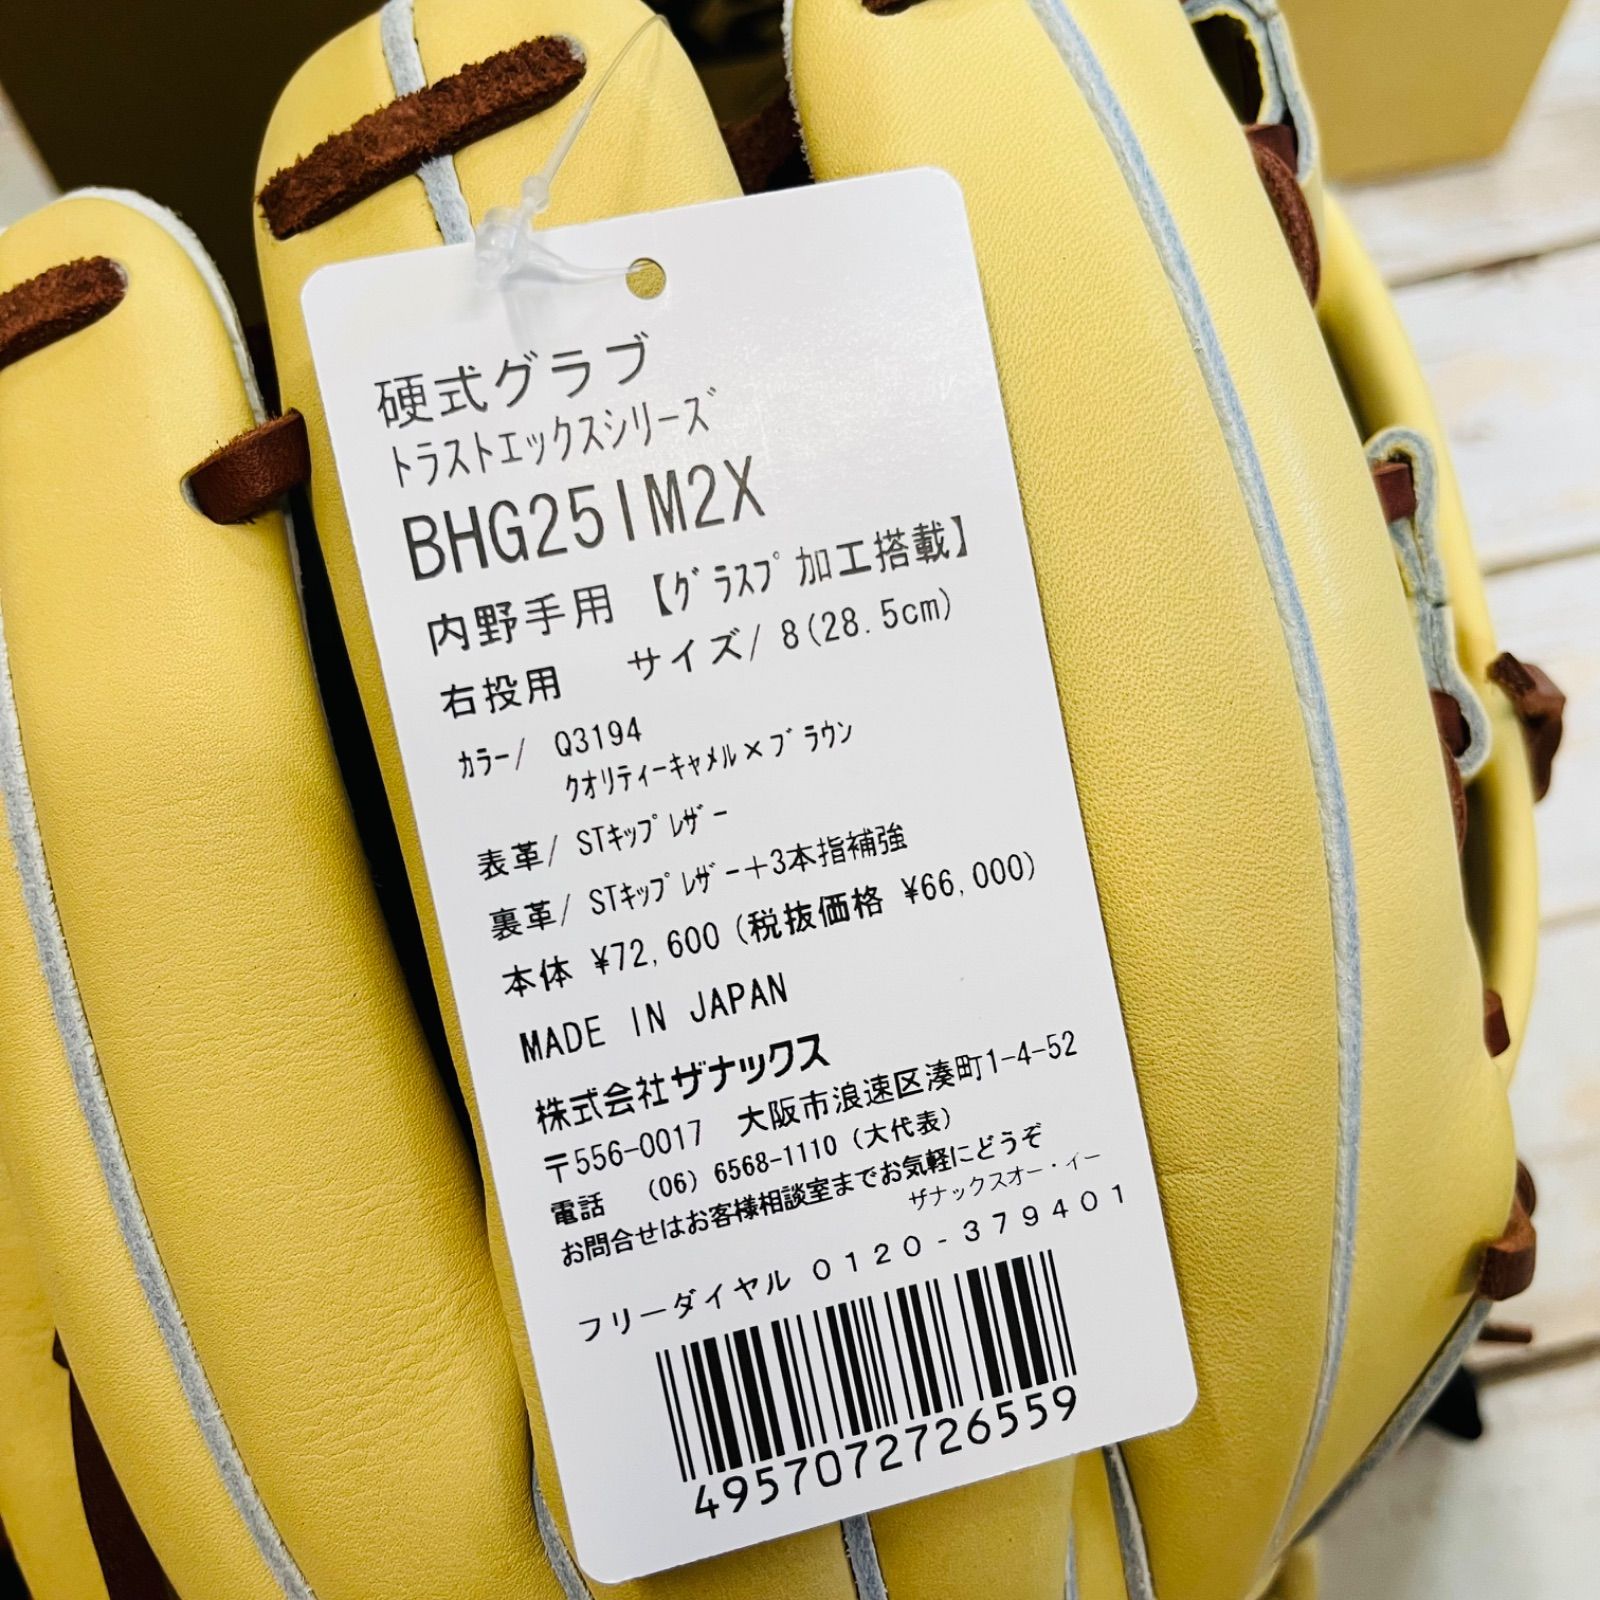 硬式グラブ
トラストエックスシリーズ
BHG25IM2X
内野手用 【グラスプ加工搭載】
右投用 サイズ/ 8(28.5cm)
カラー/ Q3194
クオリティーキャメル×ブラウン
表革/ STキップレザー
裏革/ STキップレザー+3本指補強
本体 ¥72,600 (税抜価格 ¥66,000)
MADE IN JAPAN
株式会社ザナックス
〒556-0017 大阪市浪速区湊町1-4-52
電話 (06) 6568-1110 (大代表)
お問合せはお客様相談室までお気軽にどうぞ
ザナックスオー・イー
フリーダイヤル 0120-379401
4957072726559